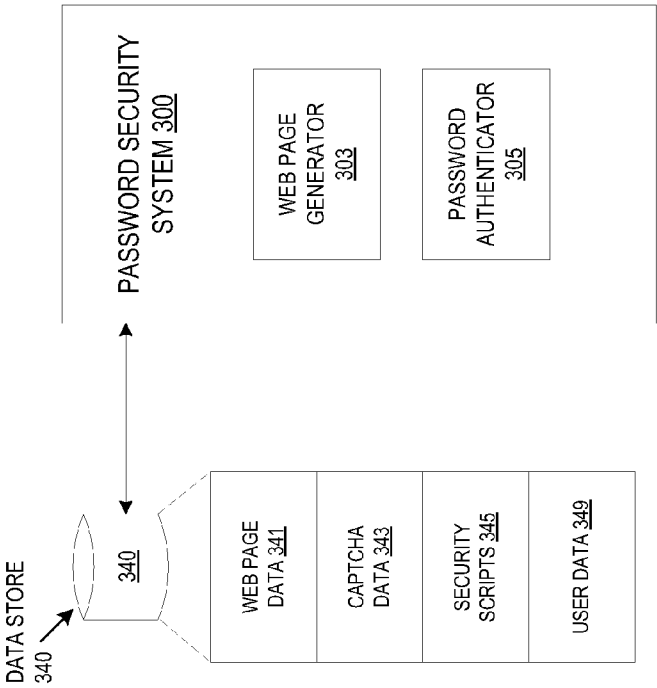 DATA STORE
340
340
WEB PAGE
DATA 341
CAPTCHA
DATA 343
SECURITY
SCRIPTS 345
USER DATA 349
PASSWORD SECURITY
SYSTEM 300
WEB PAGE
GENERATOR
303
PASSWORD
AUTHENTICATOR
305